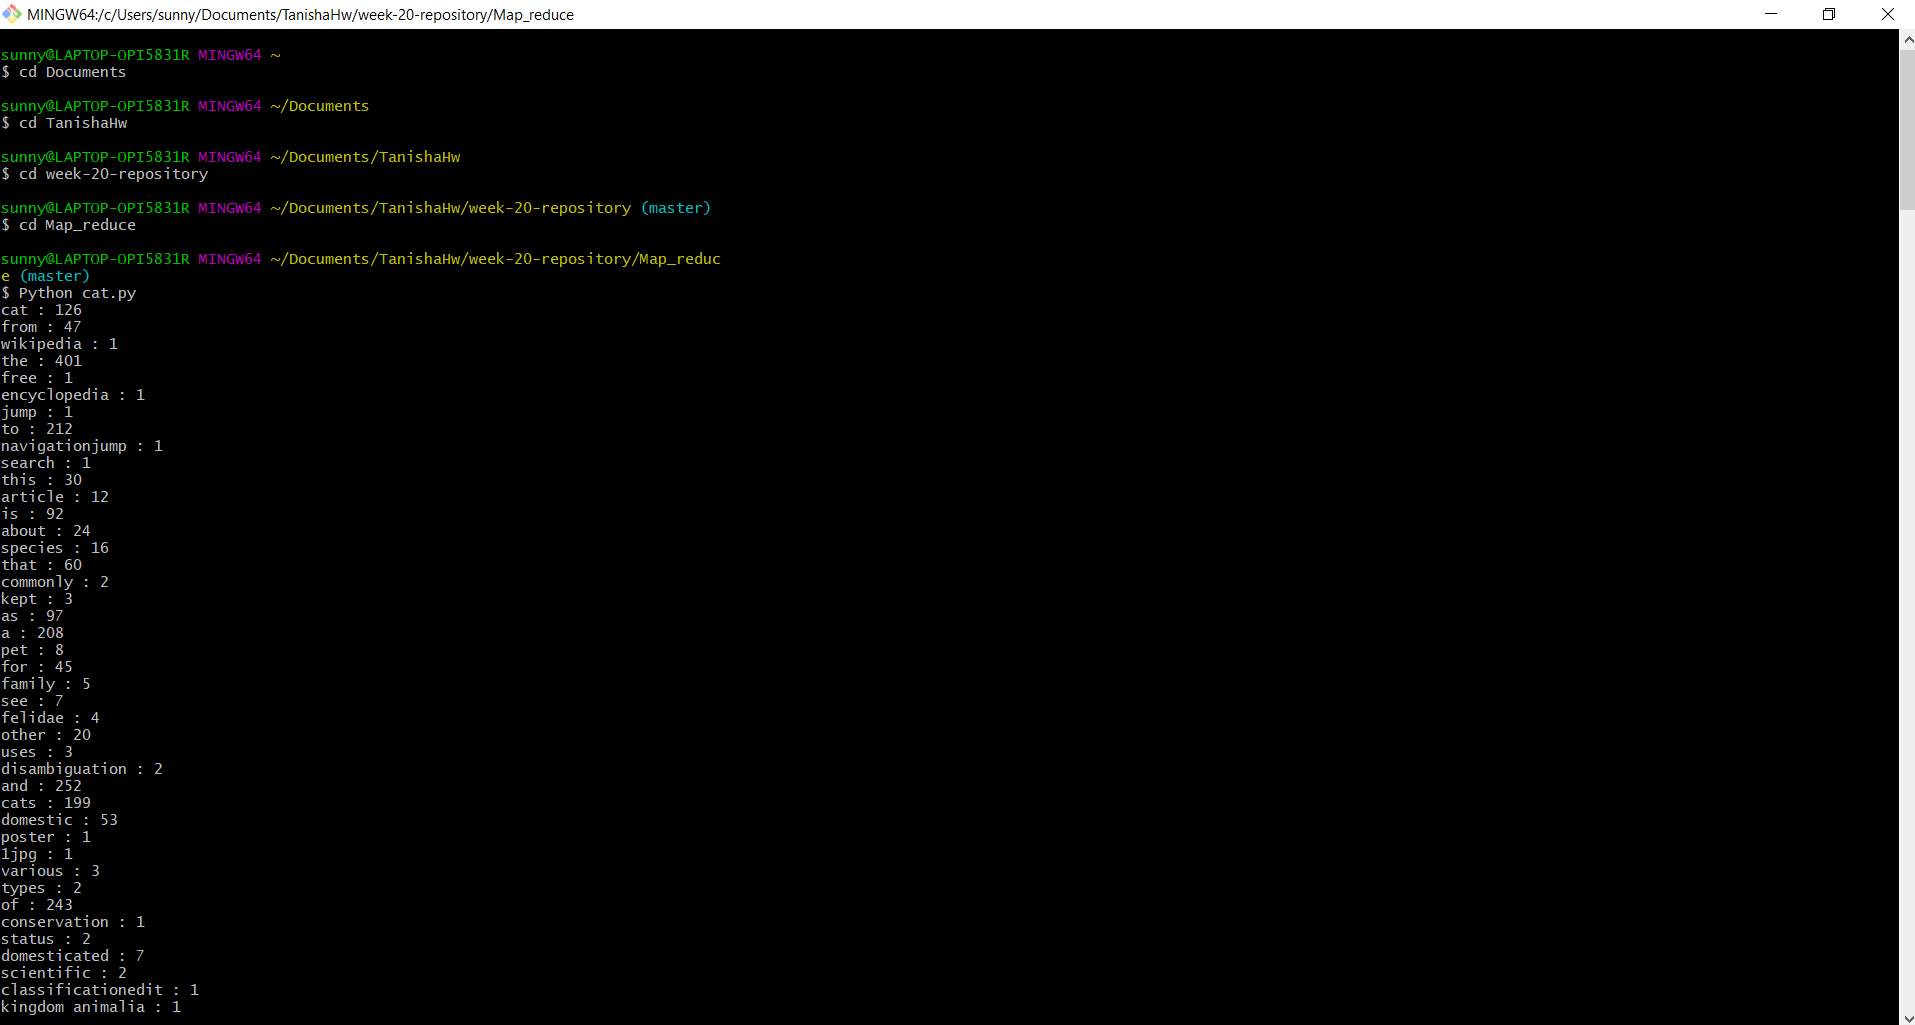 MINGW64:/c/Users/sunny/Documents/TanishaHw/week-20-repository/Map_reduce
sunny@LAPTOP-OPI5831R MINGW64 ~
$ cd Documents
sunny@LAPTOP-OPI5831R MINGW64 ~/Documents
$ cd TanishaHw
sunny@LAPTOP-OPI5831R MINGW64 ~/Documents/TanishaHw
$ cd week-20-repository
sunny@LAPTOP-OPI5831R MINGW64 ~/Documents/TanishaHw/week-20-repository (master)
$ cd Map_reduce
sunny@LAPTOP-OPI5831R MINGW64 ~/Documents/TanishaHw/week-20-repository/Map_reduc
e (master)
$ Python cat.py
cat : 126
from : 47
wikipedia : 1
the : 401
free : 1
encyclopedia : 1
jump : 1
to : 212
navigationjump : 1
search : 1
this : 30
article : 12
is : 92
about : 24
species : 16
that : 60
commonly : 2
kept : 3
as : 97
a : 208
pet : 8
for : 45
family : 5
see : 7
felidae : 4
other : 20
uses : 3
disambiguation : 2
and : 252
cats : 199
domestic : 53
poster : 1
1jpg : 1
various : 3
types : 2
of : 243
conservation : 1
status : 2
domesticated : 7
scientific : 2
classificationedit : 1
kingdom animalia : 1